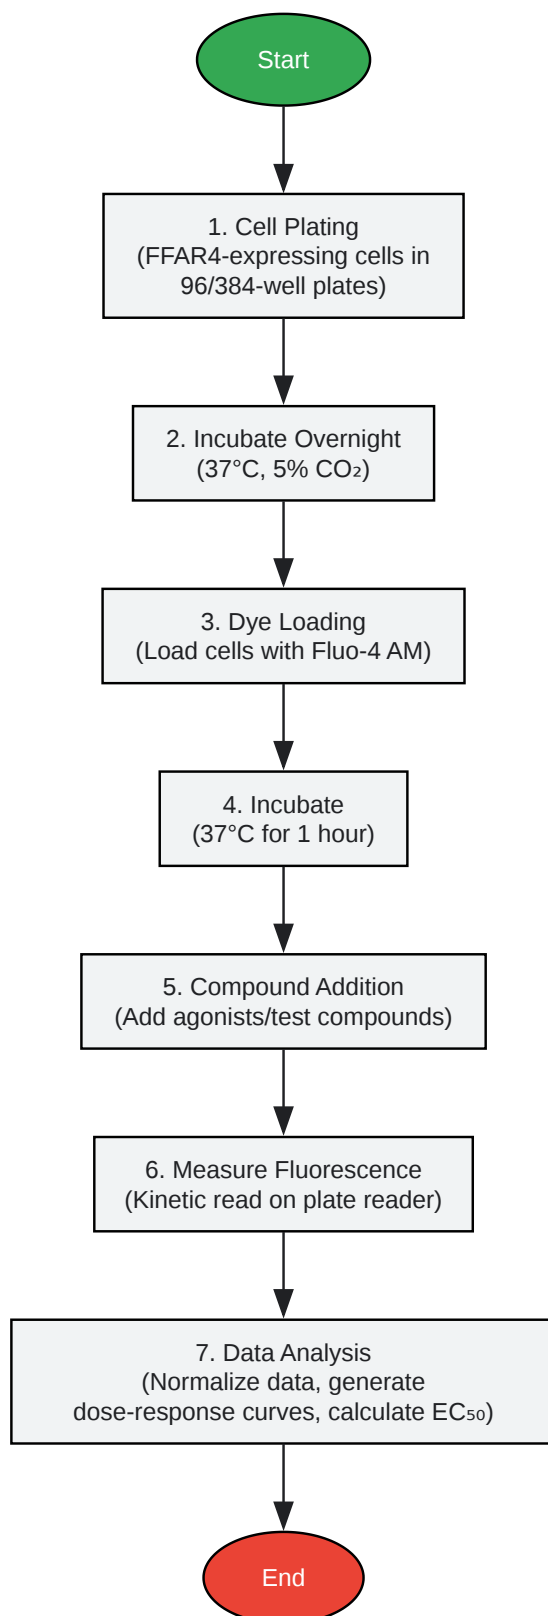 Start
1. Cell Plating
(FFAR4-expressing cells in
96/384-well plates)
2. Incubate Overnight
(37°C, 5% CO₂)
3. Dye Loading
(Load cells with Fluo-4 AM)
4. Incubate
(37°C for 1 hour)
5. Compound Addition
(Add agonists/test compounds)
6. Measure Fluorescence
(Kinetic read on plate reader)
7. Data Analysis
(Normalize data, generate
dose-response curves, calculate EC₅₀)
End